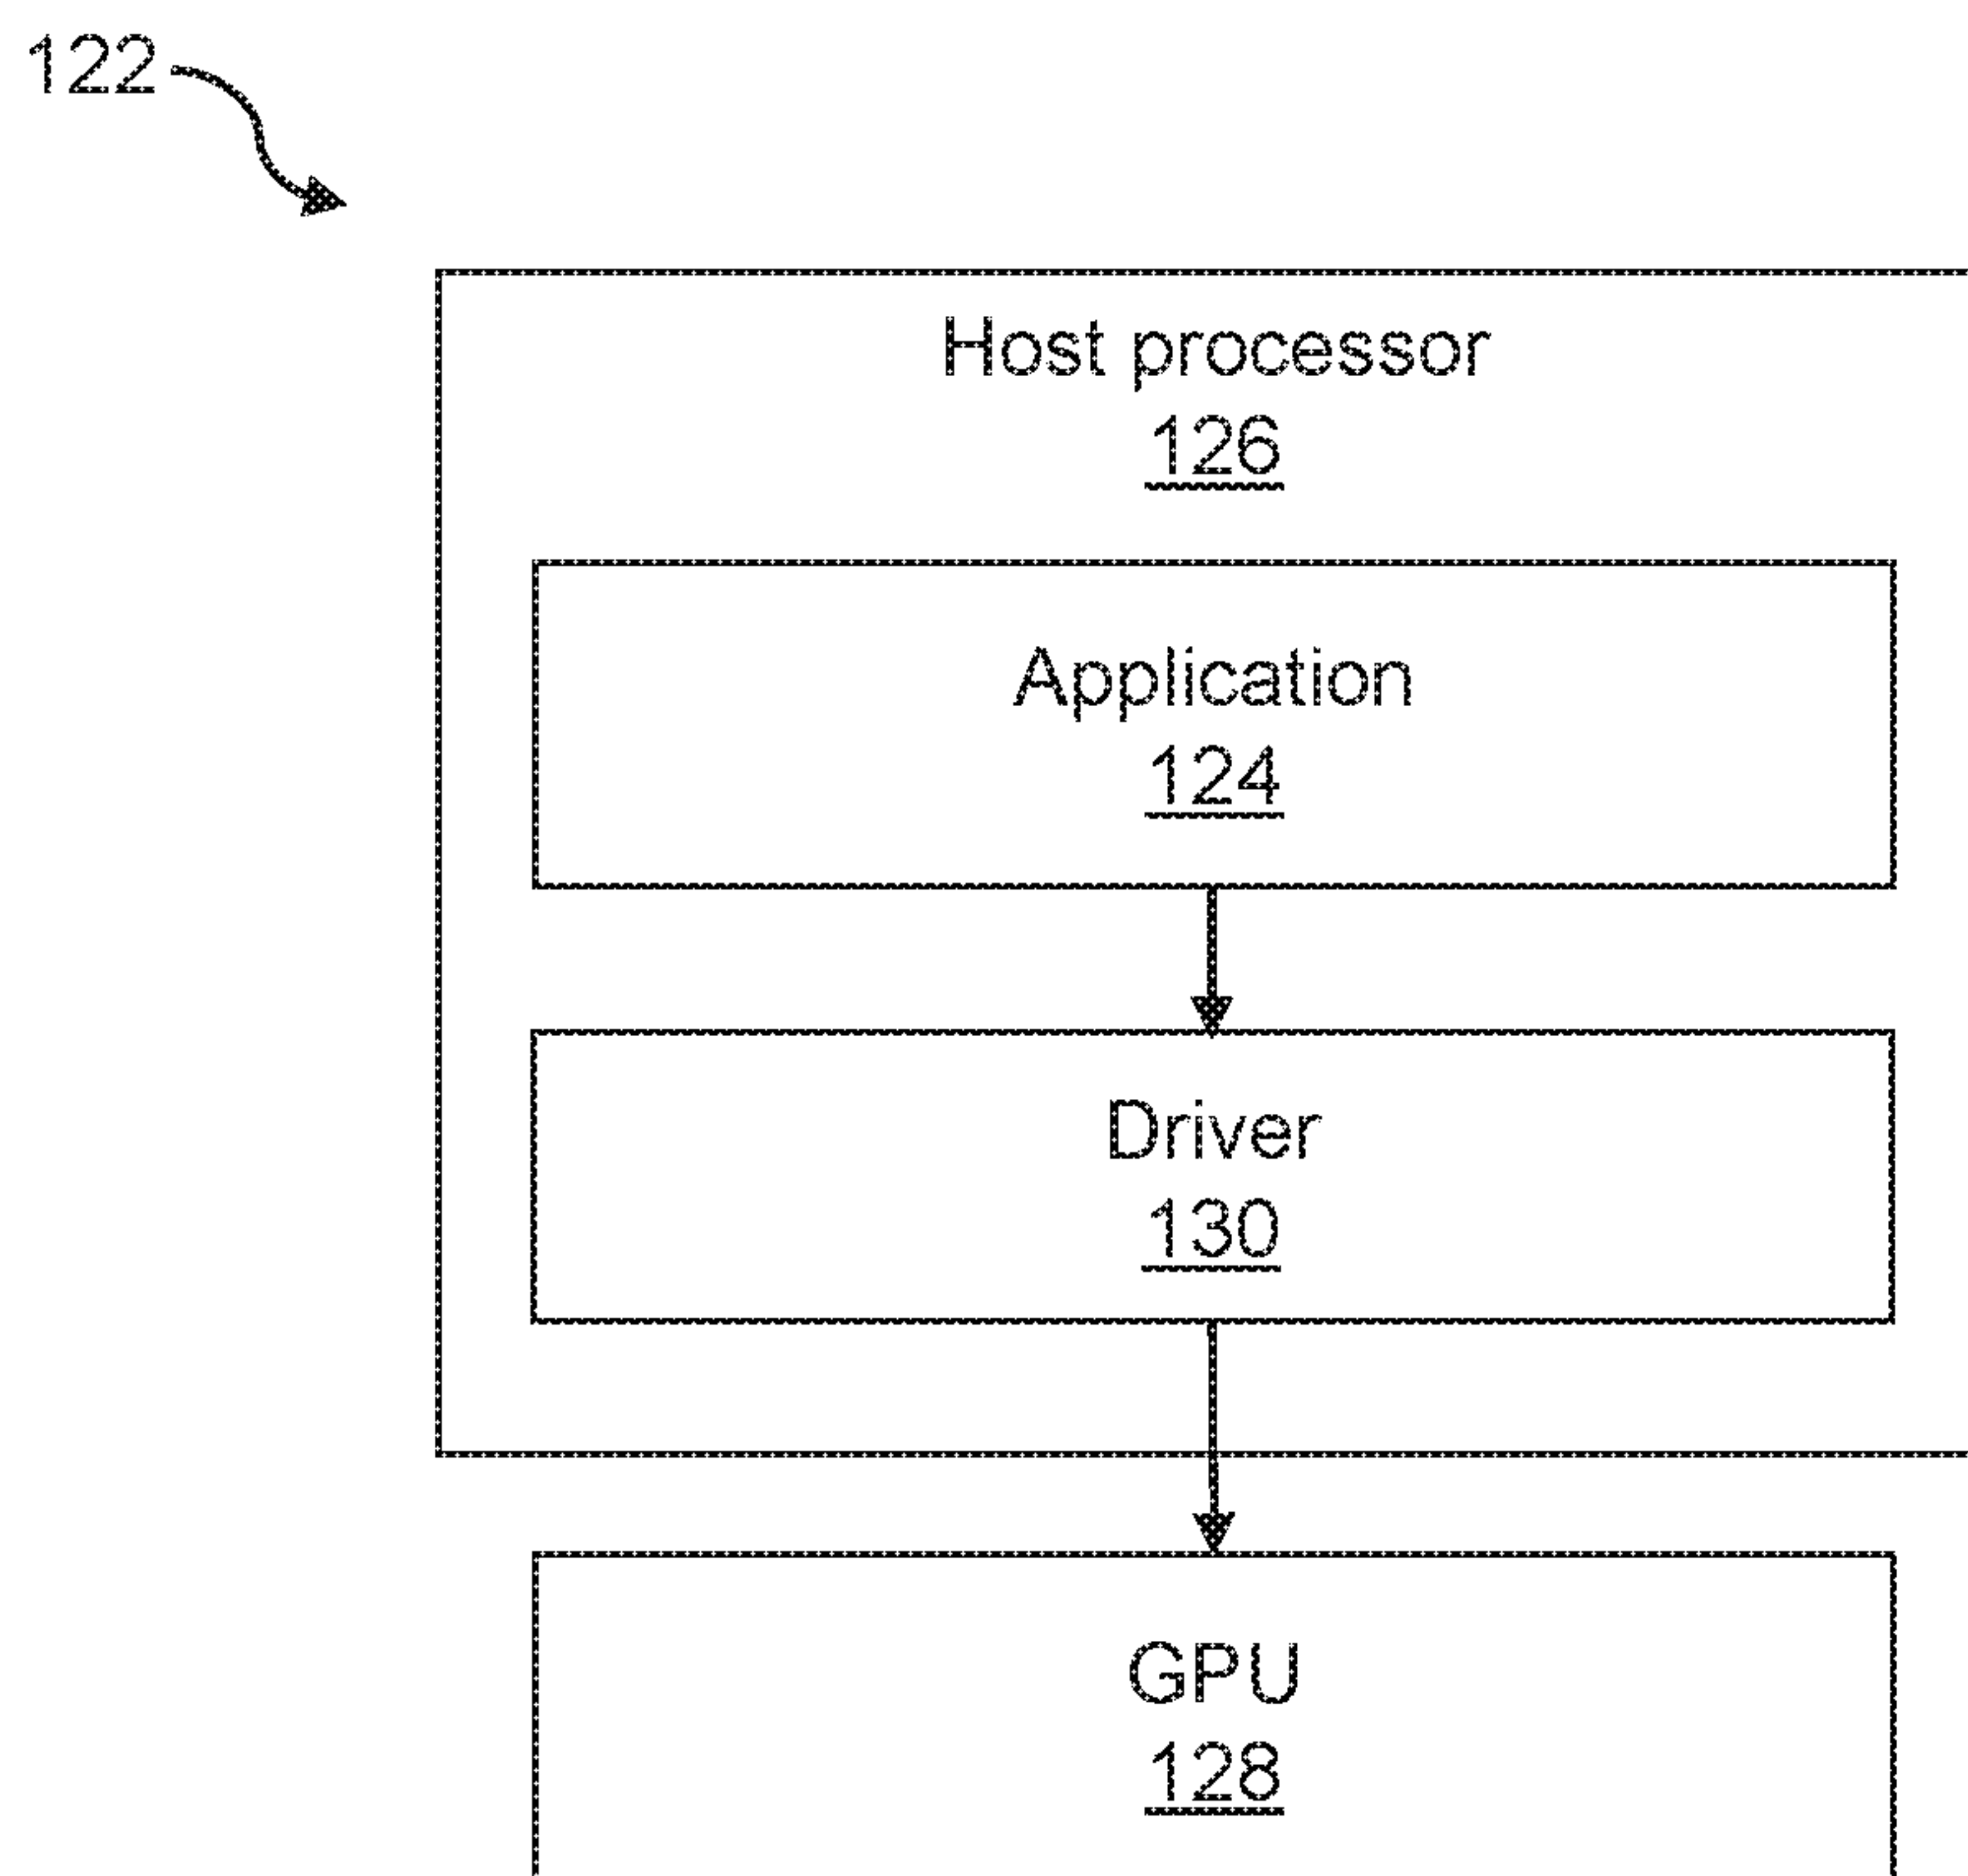 122
Host processor
126
Application
124
Driver
130
GPU
128